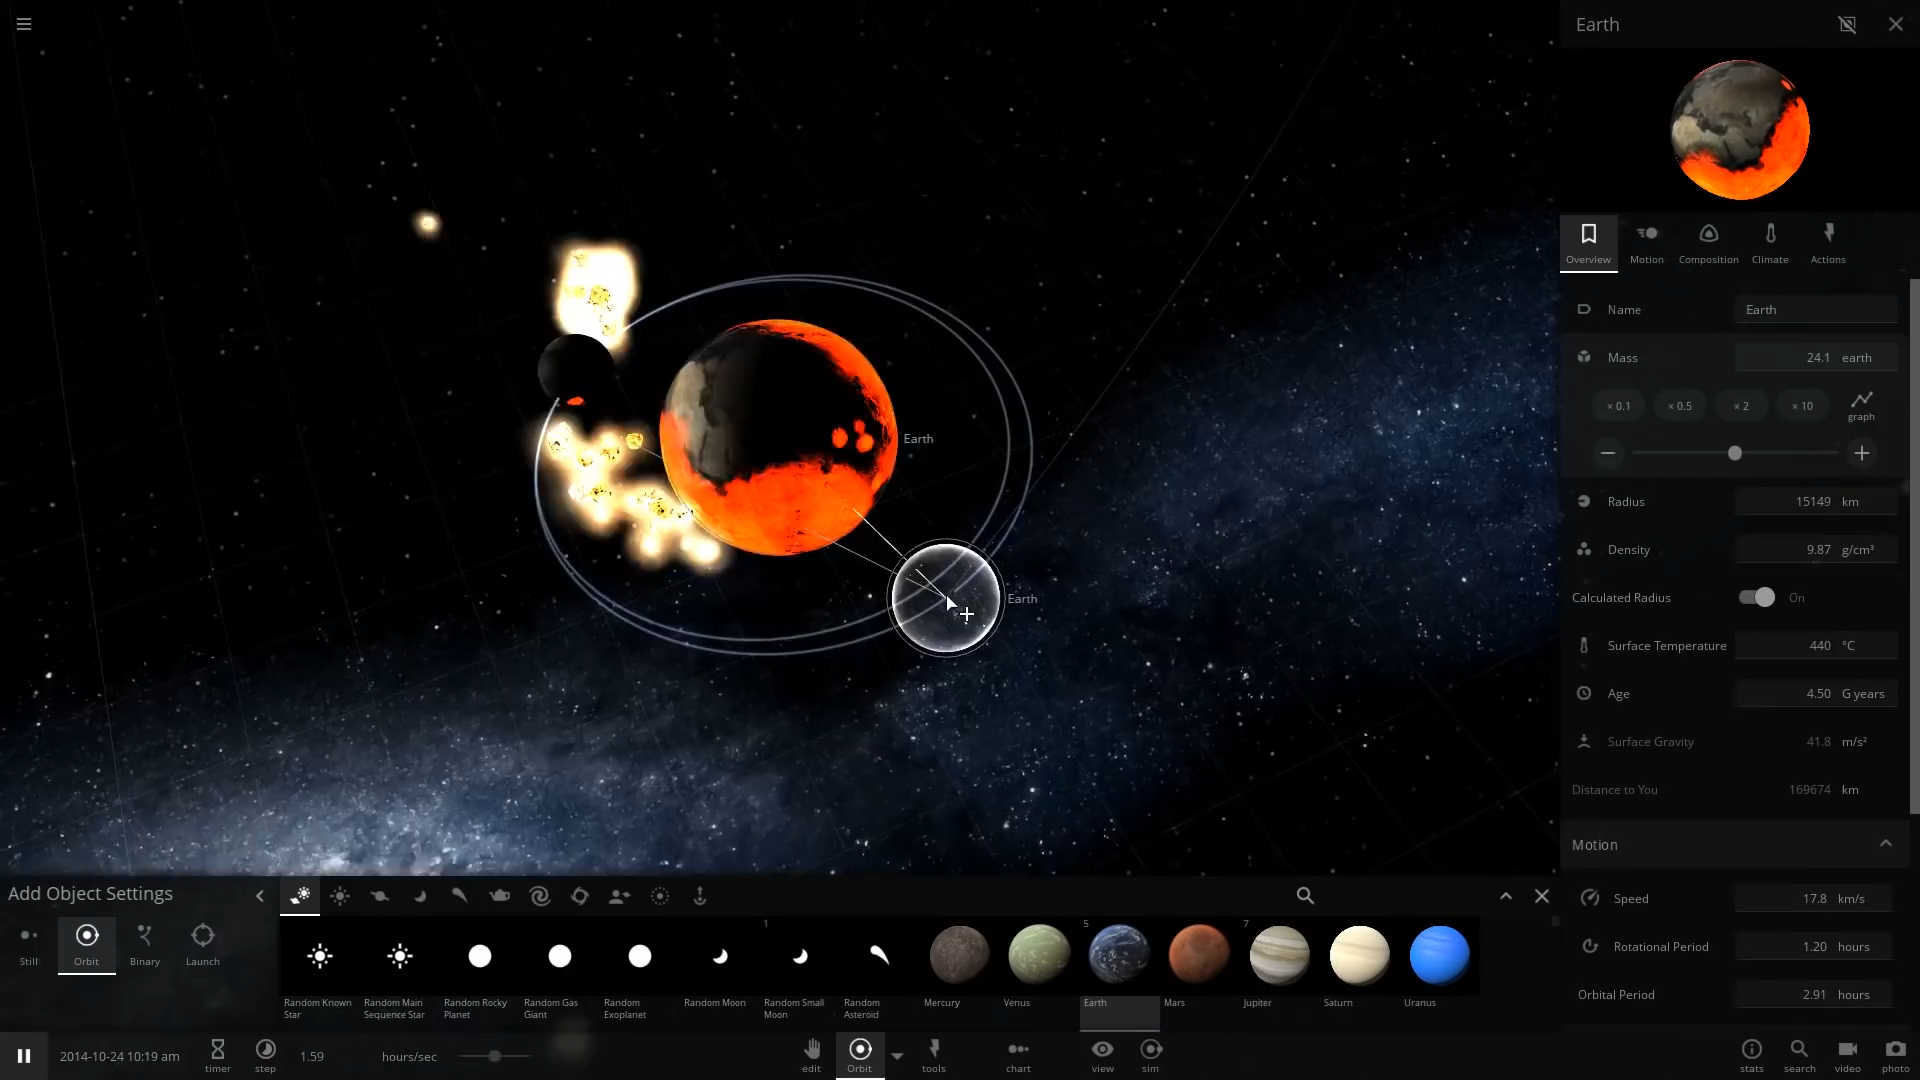 Earth
Overview
Motion
Composition
Climate
Actions
Name Earth
Mass 24.1 earth
× 0.1 × 0.5 × 2 × 10 graph
Radius 15149 km
Density 9.87 g/cm³
Calculated Radius On
Surface Temperature 440 °C
Age 4.50 G years
Surface Gravity 41.8 m/s²
Distance to You 169674 km
Motion
Speed 17.8 km/s
Rotational Period 1.20 hours
Orbital Period 2.91 hours
Earth
Earth
Add Object Settings
Still Orbit Binary Launch
1 5 7
Random Known Star
Random Main Sequence Star
Random Rocky Planet
Random Gas Giant
Random Exoplanet
Random Moon
Random Small Moon
Random Asteroid
Mercury
Venus
Earth
Mars
Jupiter
Saturn
Uranus
2014-10-24 10:19 am timer step 1.59 hours/sec edit Orbit tools chart view sim stats search video photo